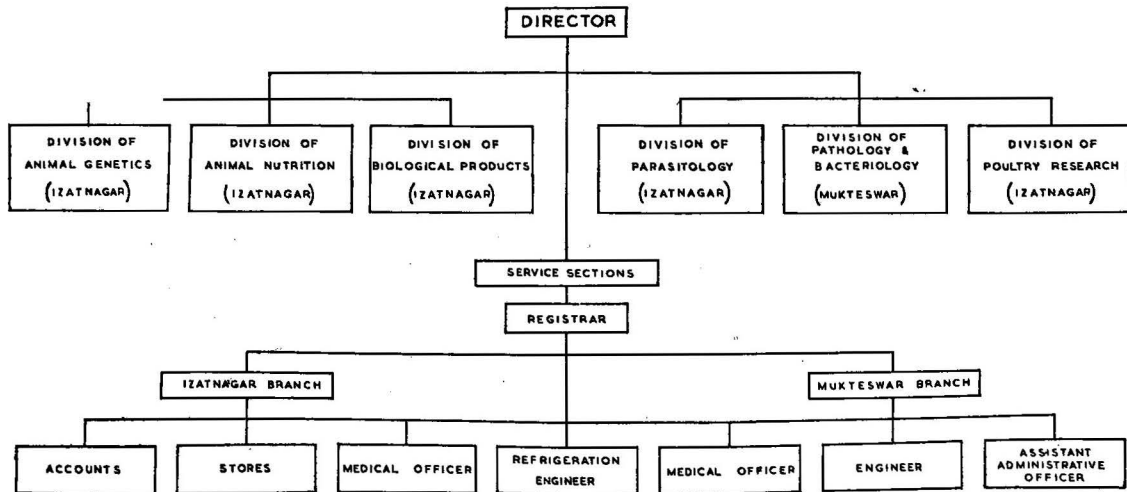 DIRECTOR
DIVISION OF
ANIMAL GENETICS
(IZATNAGAR)
DIVISION OF
ANIMAL NUTRITION
(IZATNAGAR)
DIVISION OF
BIOLOGICAL PRODUCTS
(IZATNAGAR)
DIVISION OF
PARASITOLOGY
(IZATNAGAR)
DIVISION OF
PATHOLOGY &
BACTERIOLOGY
(MUKTESWAR)
DIVISION OF
POULTRY RESEARCH
(IZATNAGAR)
SERVICE SECTIONS
REGISTRAR
IZATNAGAR BRANCH
MUKTESWAR BRANCH
ACCOUNTS
STORES
MEDICAL OFFICER
REFRIGERATION
ENGINEER
MEDICAL OFFICER
ENGINEER
ASSISTANT
ADMINISTRATIVE
OFFICER